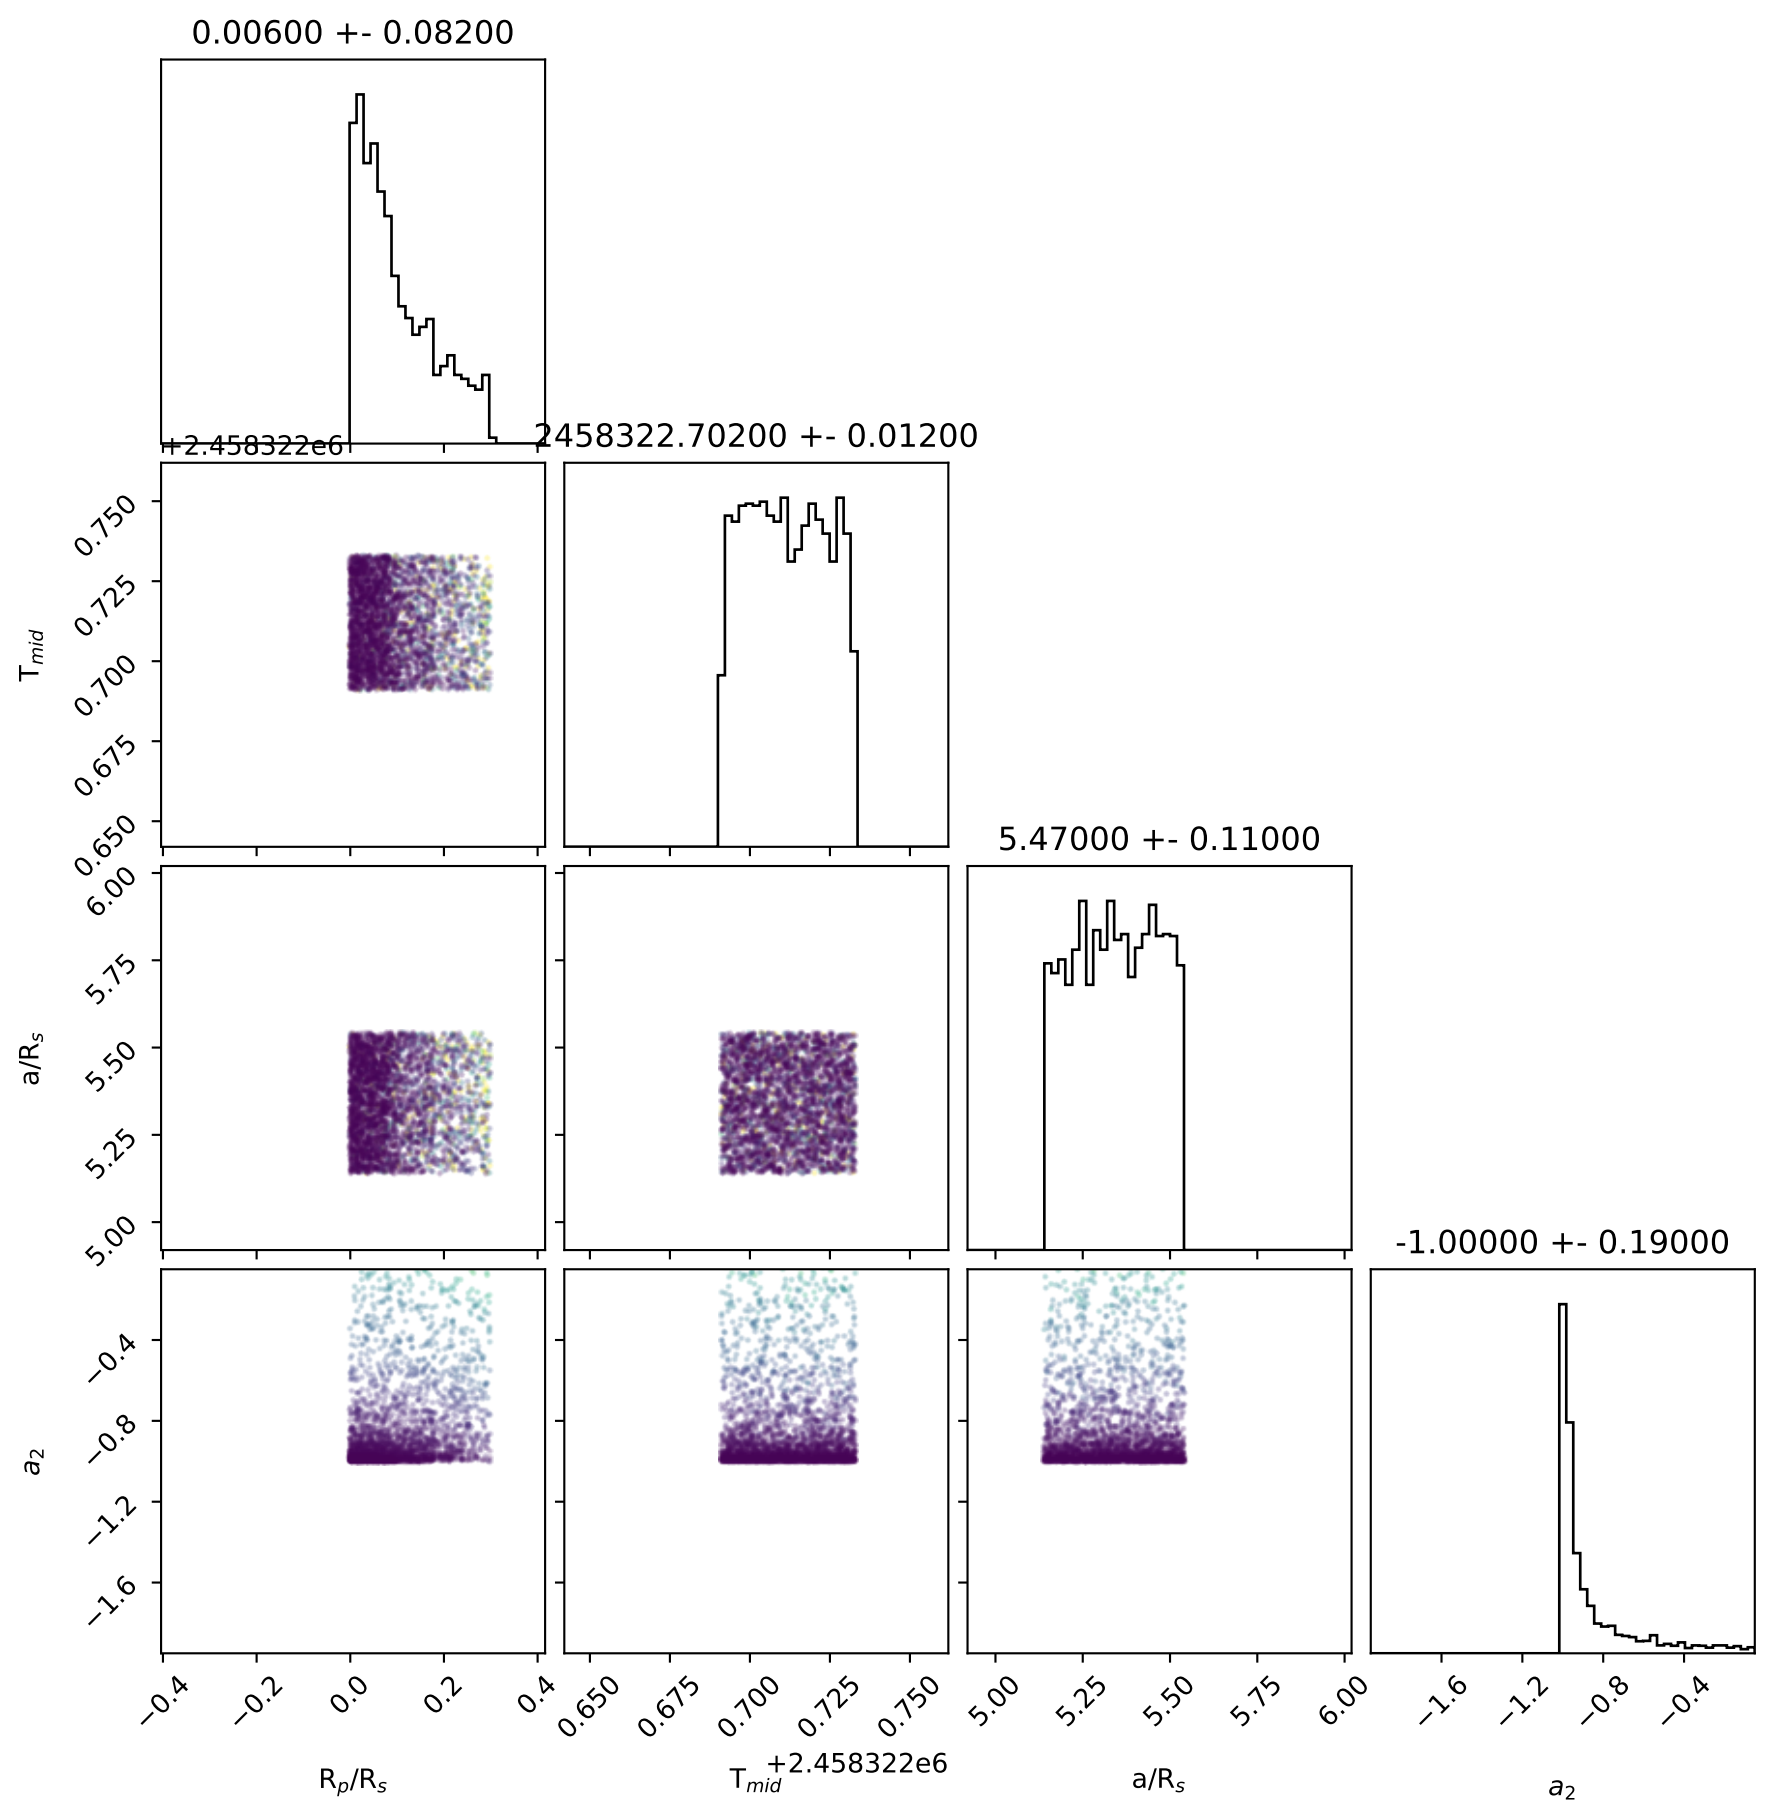 0.00600 +- 0.08200
+2.458322e6
2458322.70200 +- 0.01200
0.750
0.725
0.700
0.675
0.650
T_mid
5.47000 +- 0.11000
6.00
5.75
5.50
5.25
5.00
a/R_s
-1.00000 +- 0.19000
−0.4
−0.8
−1.2
−1.6
a_2
−0.4 −0.2 0.0 0.2 0.4
0.650 0.675 0.700 0.725 0.750
5.00 5.25 5.50 5.75 6.00
−1.6 −1.2 −0.8 −0.4
+2.458322e6
R_p/R_s
T_mid
a/R_s
a_2